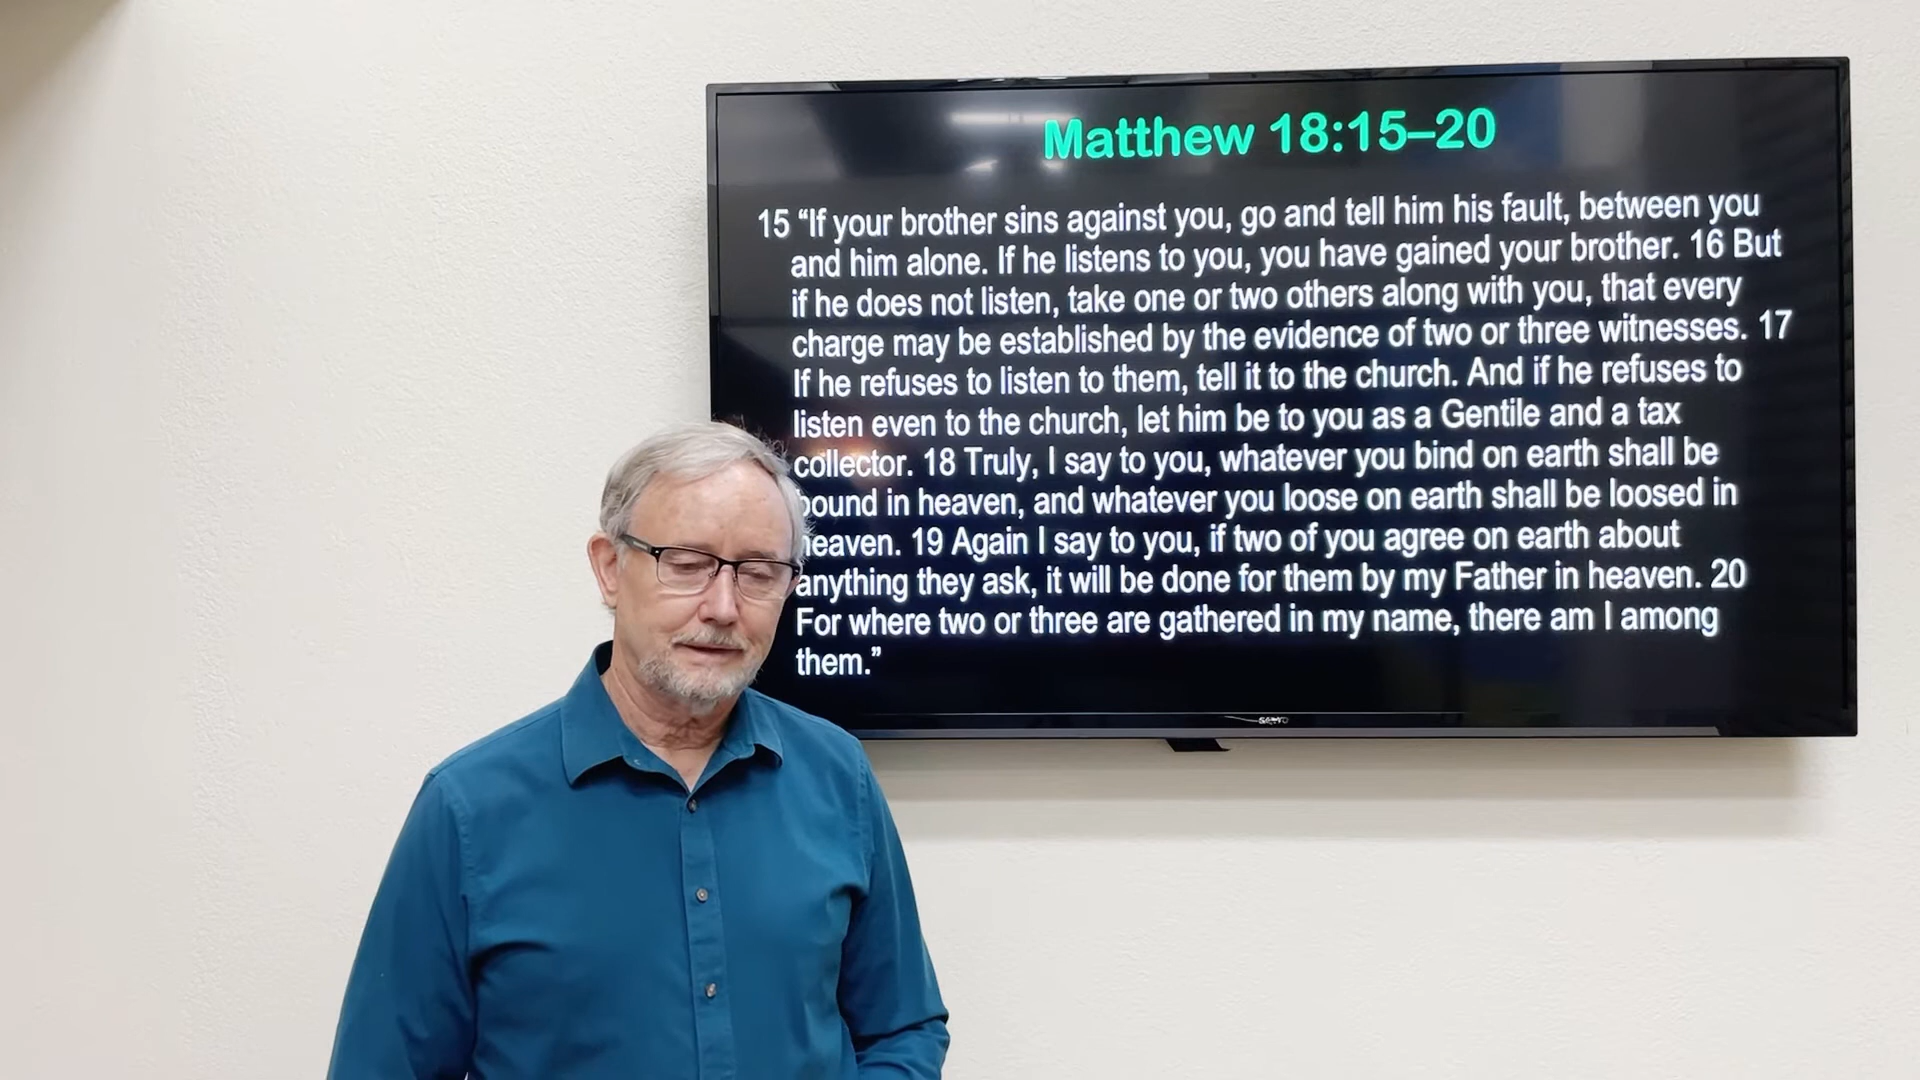 Matthew 18:15–20
15 “If your brother sins against you, go and tell him his fault, between you
and him alone. If he listens to you, you have gained your brother. 16 But
if he does not listen, take one or two others along with you, that every
charge may be established by the evidence of two or three witnesses. 17
If he refuses to listen to them, tell it to the church. And if he refuses to
listen even to the church, let him be to you as a Gentile and a tax
collector. 18 Truly, I say to you, whatever you bind on earth shall be
bound in heaven, and whatever you loose on earth shall be loosed in
heaven. 19 Again I say to you, if two of you agree on earth about
anything they ask, it will be done for them by my Father in heaven. 20
For where two or three are gathered in my name, there am I among
them.”